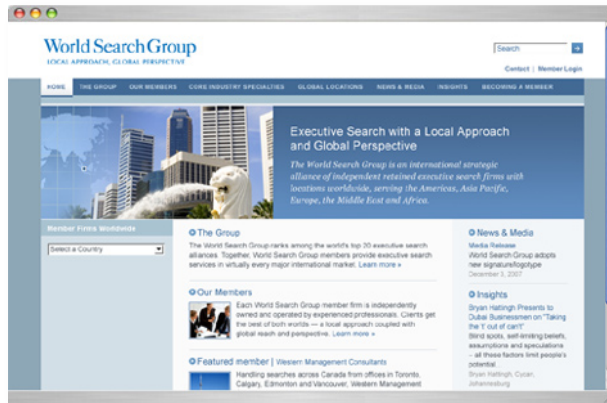 World Search Group
LOCAL APPROACH, GLOBAL PERSPECTIVE
Search
Contact | Member Login
HOME THE GROUP OUR MEMBERS CORE INDUSTRY SPECIALTIES GLOBAL LOCATIONS NEWS & MEDIA INSIGHTS BECOMING A MEMBER
Executive Search with a Local Approach
and Global Perspective
The World Search Group is an international strategic
alliance of independent retained executive search firms with
locations worldwide, serving the Americas, Asia Pacific,
Europe, the Middle East and Africa.
Member Firms Worldwide
Select a Country
The Group
The World Search Group ranks among the world's top 20 executive search
alliances. Together, World Search Group members provide executive search
services in virtually every major international market. Learn more »
Our Members
Each World Search Group member firm is independently
owned and operated by experienced professionals. Clients get
the best of both worlds — a local approach coupled with
global reach and perspective. Learn more »
Featured member | Western Management Consultants
Handling searches across Canada from offices in Toronto,
Calgary, Edmonton and Vancouver, Western Management
News & Media
Media Release
World Search Group adopts
new signature/logotype
December 3, 2007
Insights
Bryan Hattingh Presents to
Dubai Businessmen on "Taking
the 't' out of can't"
Blind spots, self-limiting beliefs,
assumptions and speculations
– all these factors limit people's
potential...
Bryan Hattingh, Cycan,
Johannesburg